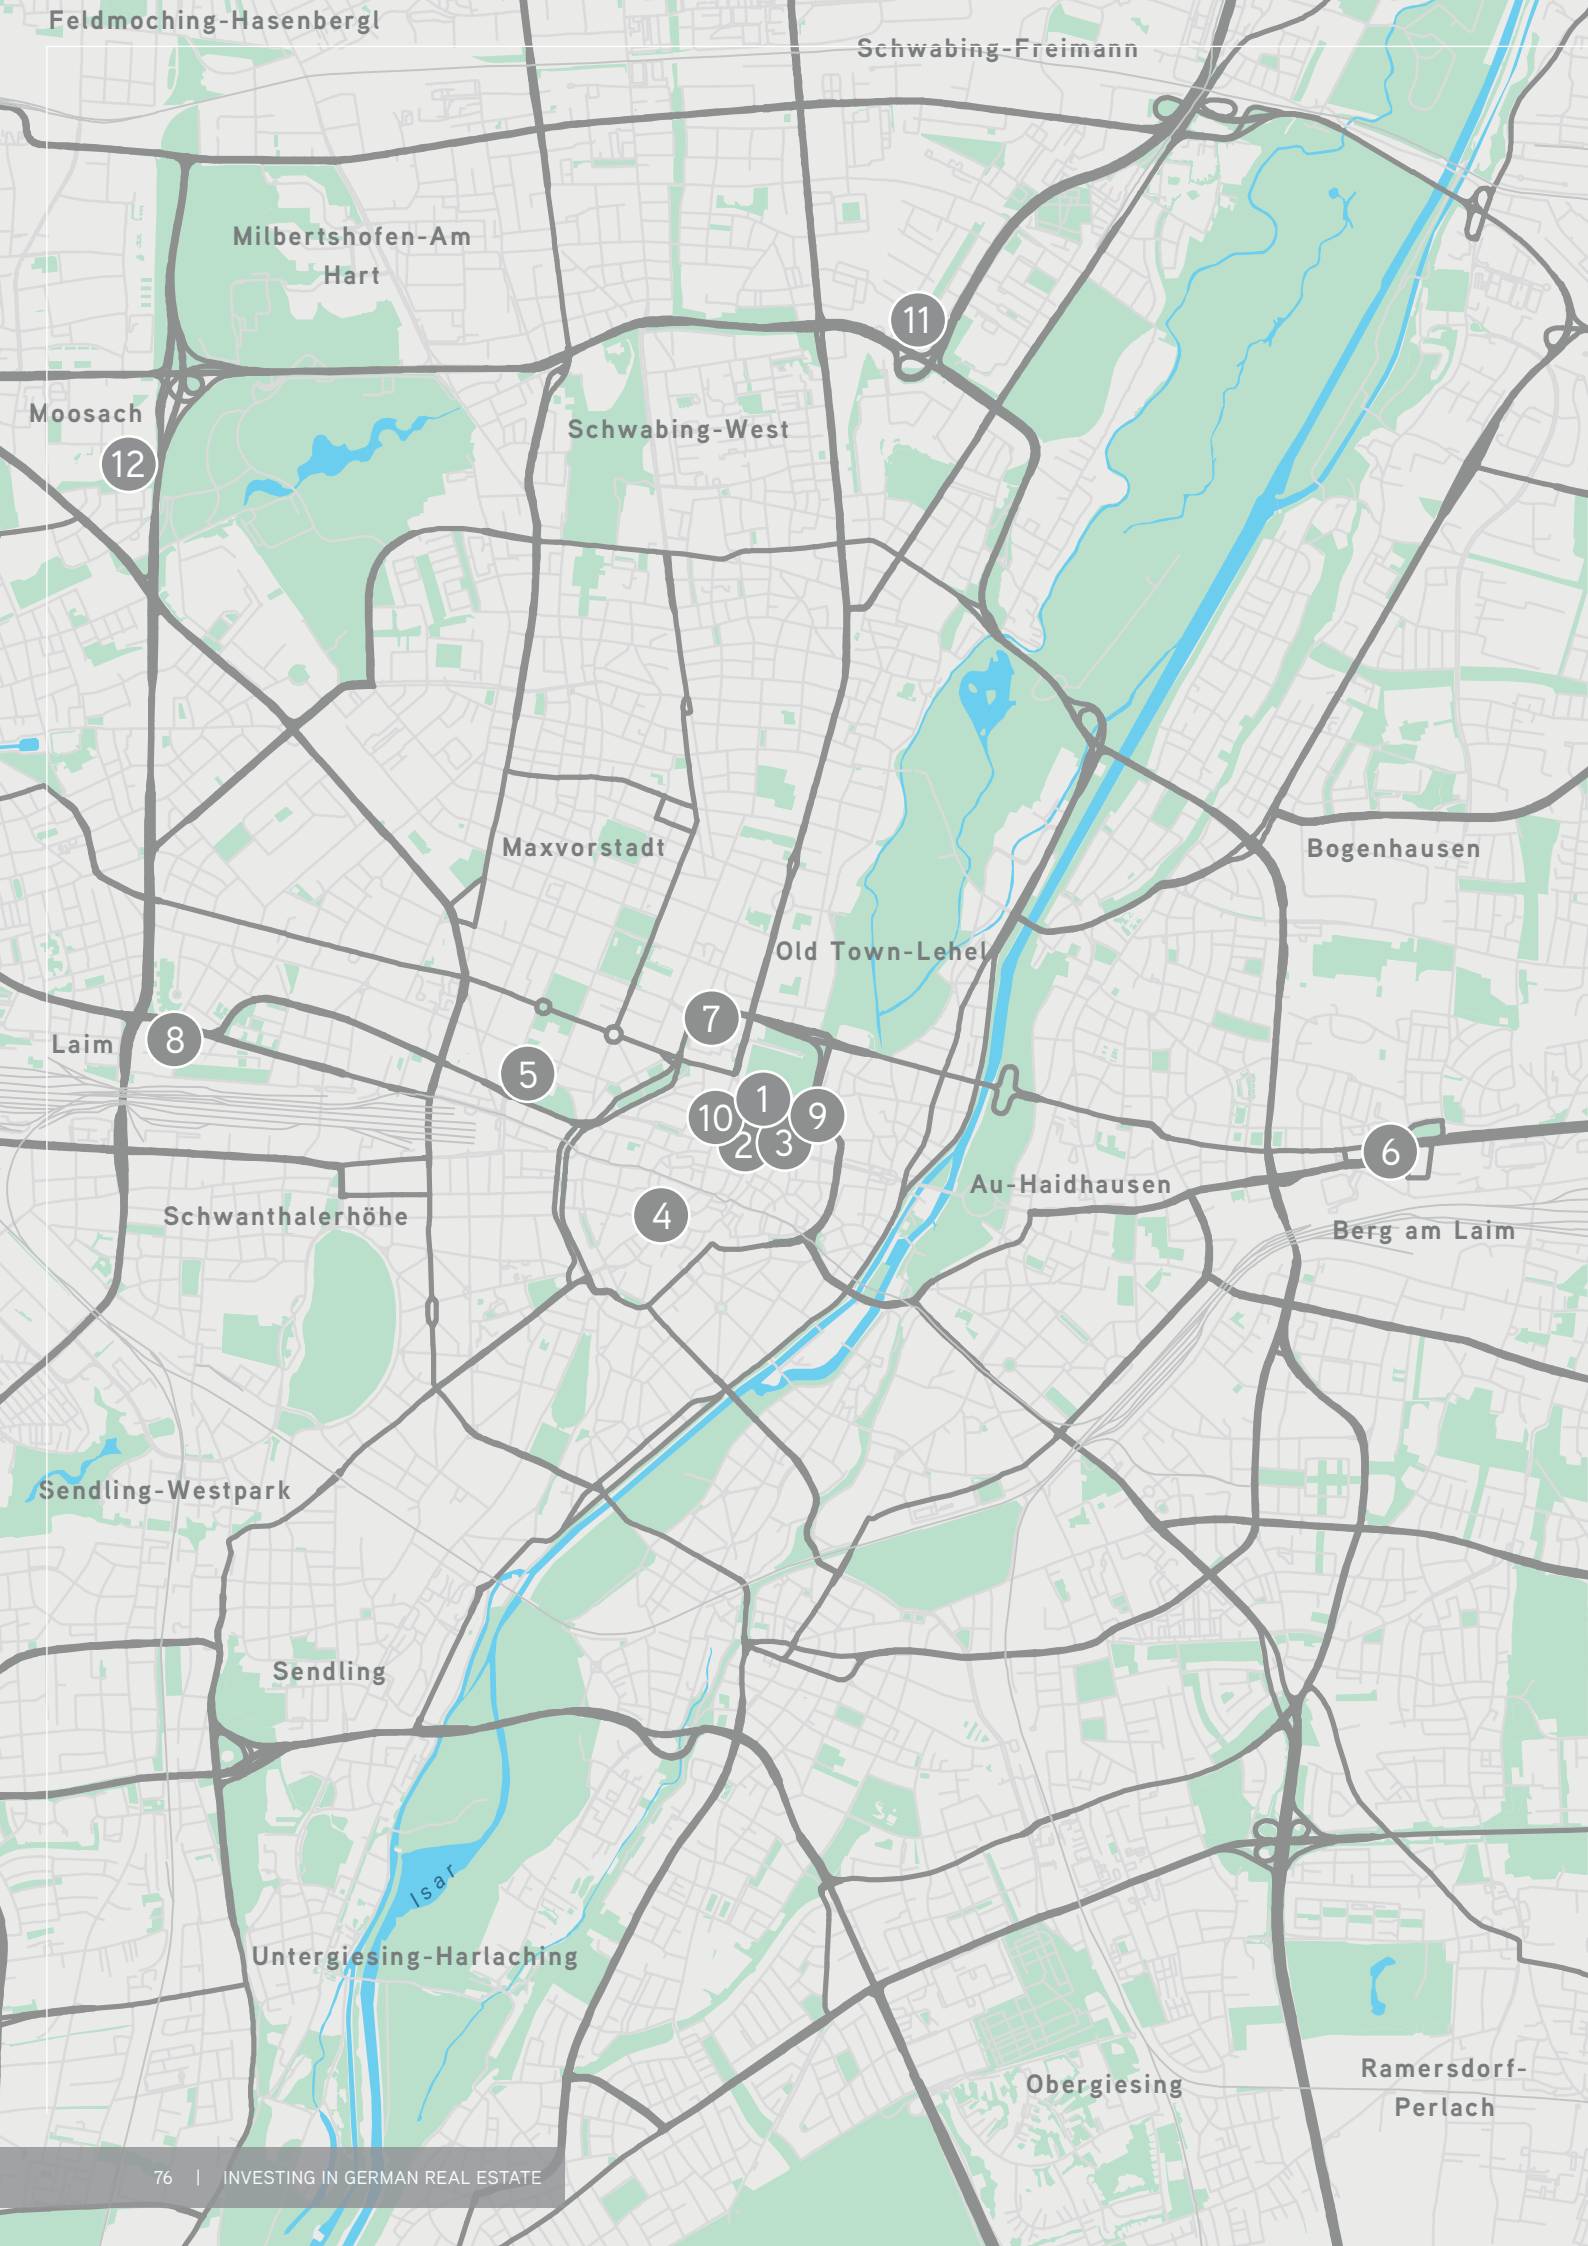 Feldmoching-Hasenbergl
Schwabing-Freimann
Milbertshofen-Am
Hart
11
Moosach
Schwabing-West
12
Maxvorstadt
Bogenhausen
Old Town-Lehel
7
Laim
8
5
1
10
9
2
3
6
Au-Haidhausen
Schwanthalerhöhe
4
Berg am Laim
Sendling-Westpark
Sendling
Isar
Untergiesing-Harlaching
Obergiesing
Ramersdorf-
Perlach
76 | INVESTING IN GERMAN REAL ESTATE